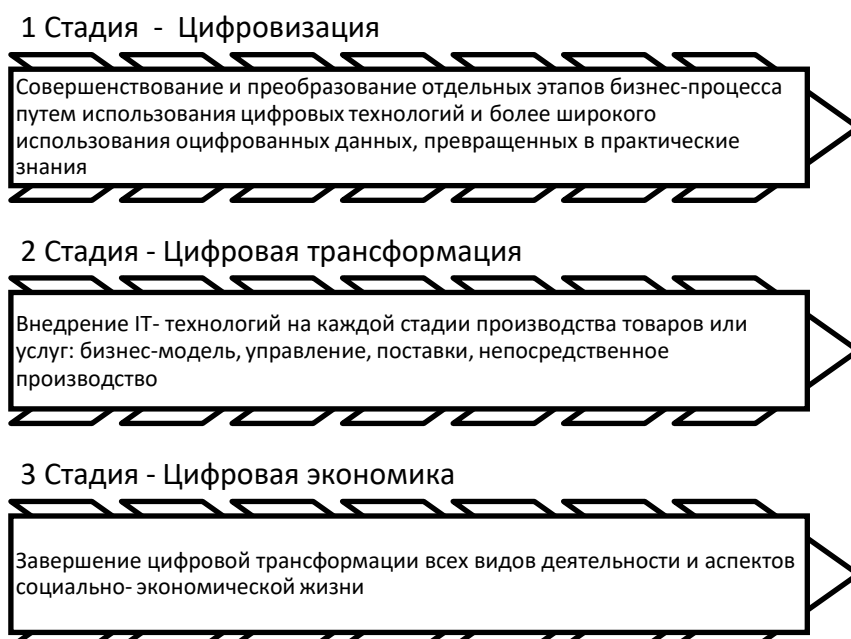 1 Стадия - Цифровизация
Совершенствование и преобразование отдельных этапов бизнес-процесса
путем использования цифровых технологий и более широкого
использования оцифрованных данных, превращенных в практические
знания
2 Стадия - Цифровая трансформация
Внедрение IT- технологий на каждой стадии производства товаров или
услуг: бизнес-модель, управление, поставки, непосредственное
производство
3 Стадия - Цифровая экономика
Завершение цифровой трансформации всех видов деятельности и аспектов
социально- экономической жизни